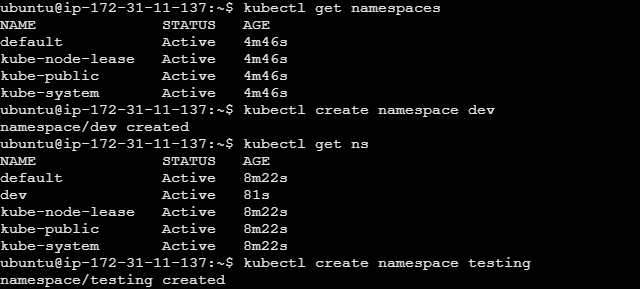 ubuntu@ip-172-31-11-137:~$ kubectl get namespaces
NAME STATUS AGE
default Active 4m46s
kube-node-lease Active 4m46s
kube-public Active 4m46s
kube-system Active 4m46s
ubuntu@ip-172-31-11-137:~$ kubectl create namespace dev
namespace/dev created
ubuntu@ip-172-31-11-137:~$ kubectl get ns
NAME STATUS AGE
default Active 8m22s
dev Active 81s
kube-node-lease Active 8m22s
kube-public Active 8m22s
kube-system Active 8m22s
ubuntu@ip-172-31-11-137:~$ kubectl create namespace testing
namespace/testing created